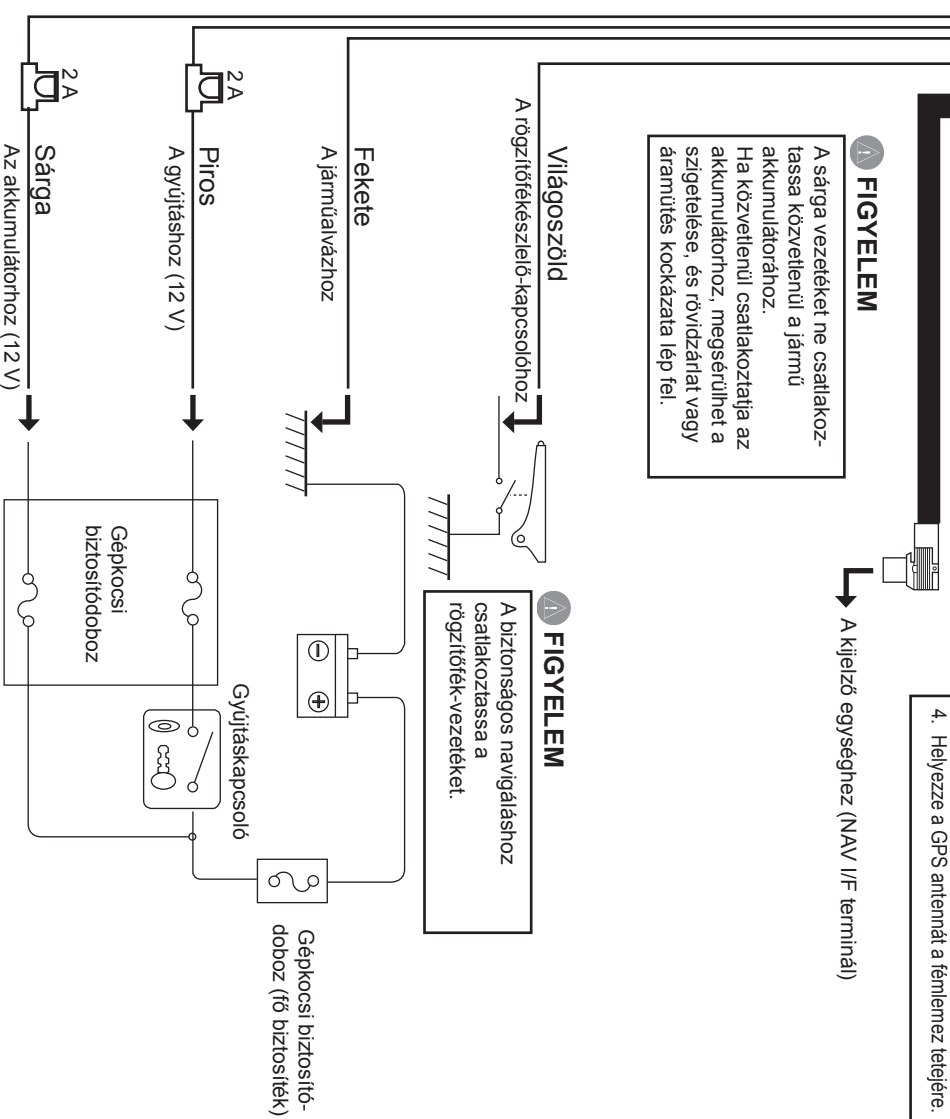 4. Helyezze a GPS antennát a fémlemez tetejére.
A kijelző egységhez (NAV I/F terminál)
FIGYELEM
A sárga vezetéket ne csatlakoz-
tassa közvetlenül a jármű
akkumulátorához.
Ha közvetlenül csatlakoztatja az
akkumulátorhoz, megsérülhet a
szigetelése, és rövidzárlat vagy
áramütés kockázata lép fel.
Világoszöld
A rögzítőfékészlelő-kapcsolóhoz
FIGYELEM
A biztonságos navigáláshoz
csatlakoztassa a
rögzítőfék-vezetéket.
Fekete
A járműalvázhoz
2 A
Piros
A gyújtáshoz (12 V)
Gyújtáskapcsoló
Gépkocsi biztosító-
doboz (fő biztosíték)
Gépkocsi
biztosítódoboz
2 A
Sárga
Az akkumulátorhoz (12 V)